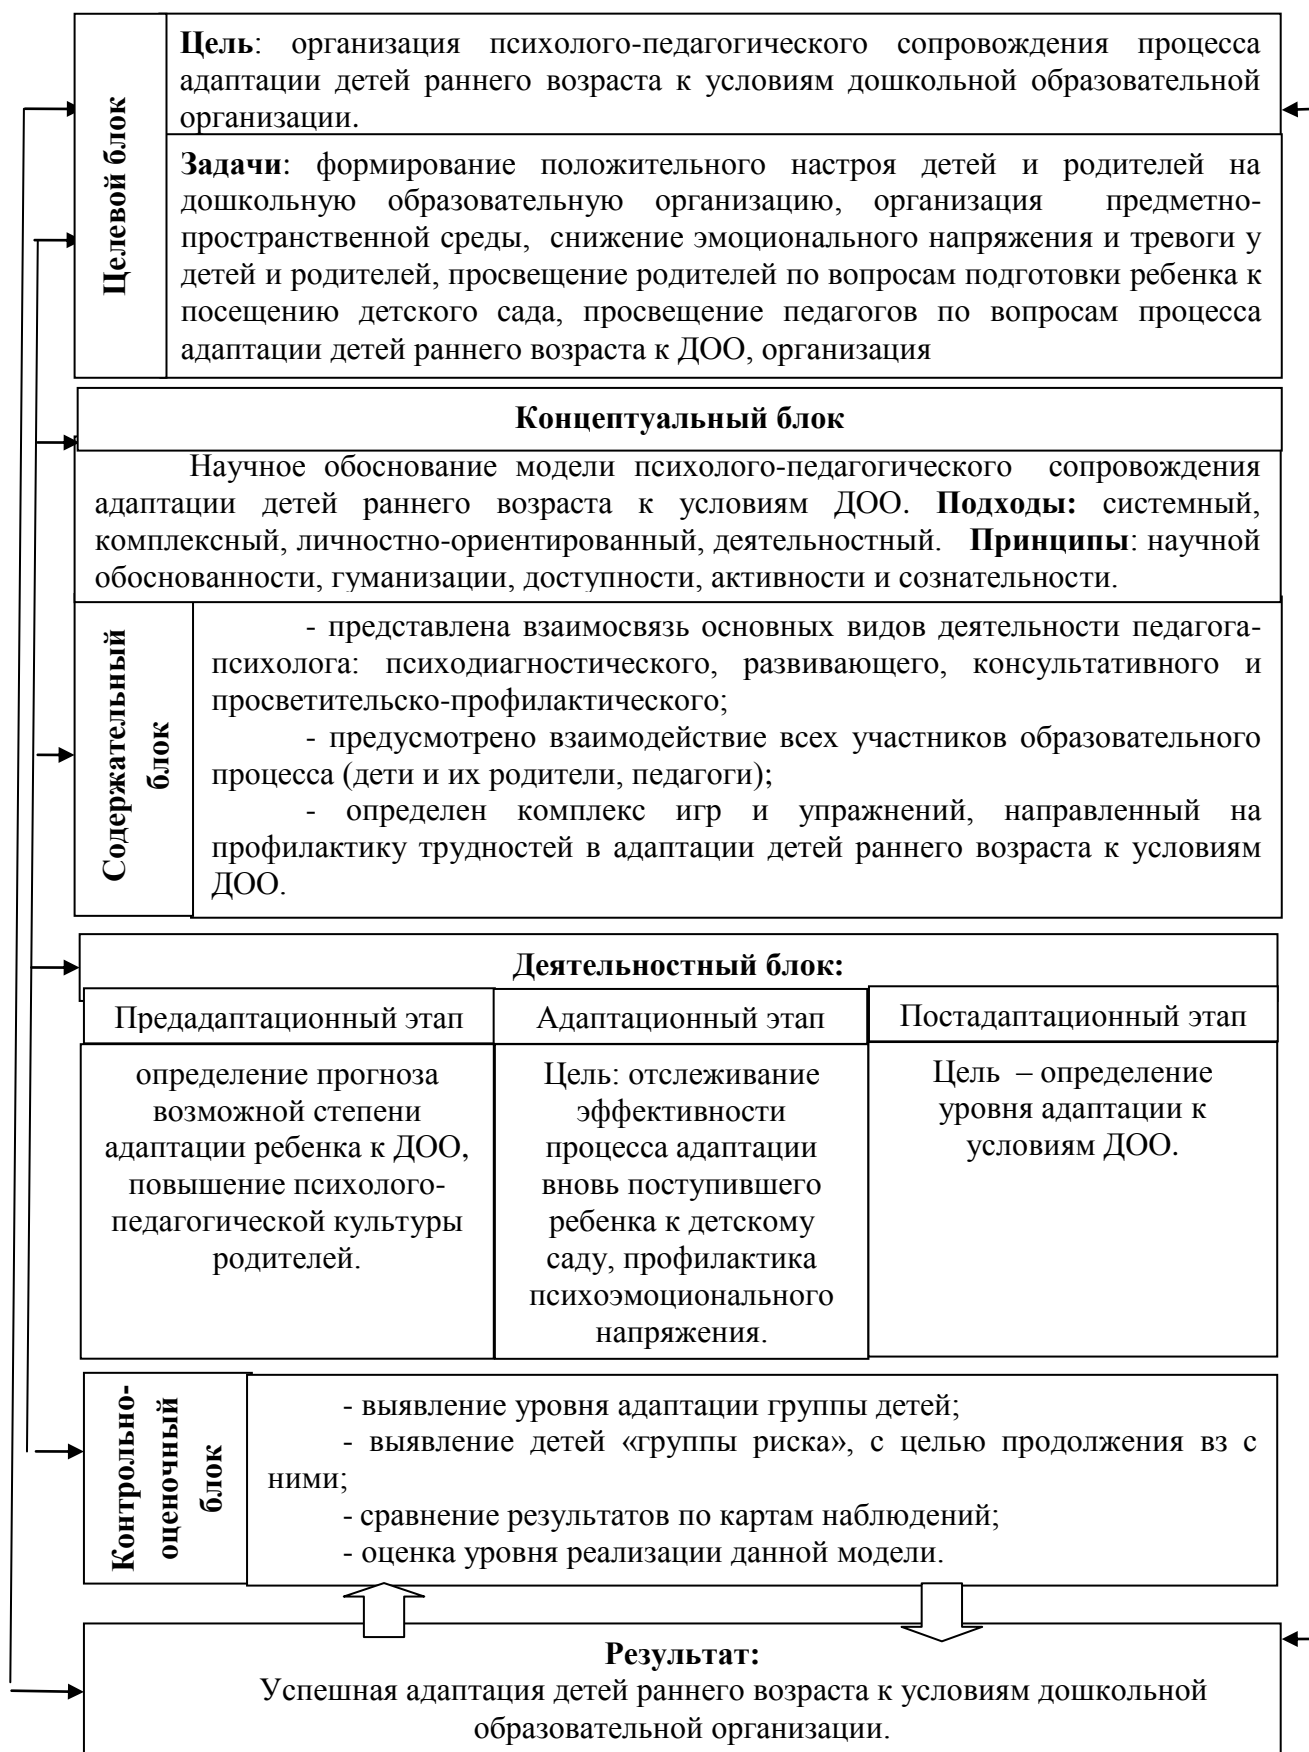 Целевой блок
Цель: организация психолого-педагогического сопровождения процесса
адаптации детей раннего возраста к условиям дошкольной образовательной
организации.
Задачи: формирование положительного настроя детей и родителей на
дошкольную образовательную организацию, организация предметно-
пространственной среды, снижение эмоционального напряжения и тревоги у
детей и родителей, просвещение родителей по вопросам подготовки ребенка к
посещению детского сада, просвещение педагогов по вопросам процесса
адаптации детей раннего возраста к ДОО, организация
Концептуальный блок
Научное обоснование модели психолого-педагогического сопровождения
адаптации детей раннего возраста к условиям ДОО. Подходы: системный,
комплексный, личностно-ориентированный, деятельностный. Принципы: научной
обоснованности, гуманизации, доступности, активности и сознательности.
Содержательный
блок
- представлена взаимосвязь основных видов деятельности педагога-
психолога: психодиагностического, развивающего, консультативного и
просветительско-профилактического;
- предусмотрено взаимодействие всех участников образовательного
процесса (дети и их родители, педагоги);
- определен комплекс игр и упражнений, направленный на
профилактику трудностей в адаптации детей раннего возраста к условиям
ДОО.
Деятельностный блок:
Предадаптационный этап
определение прогноза
возможной степени
адаптации ребенка к ДОО,
повышение психолого-
педагогической культуры
родителей.
Адаптационный этап
Цель: отслеживание
эффективности
процесса адаптации
вновь поступившего
ребенка к детскому
саду, профилактика
психоэмоционального
напряжения.
Постадаптационный этап
Цель – определение
уровня адаптации к
условиям ДОО.
Контрольно-
оценочный
блок
- выявление уровня адаптации группы детей;
- выявление детей «группы риска», с целью продолжения вз с
ними;
- сравнение результатов по картам наблюдений;
- оценка уровня реализации данной модели.
Результат:
Успешная адаптация детей раннего возраста к условиям дошкольной
образовательной организации.